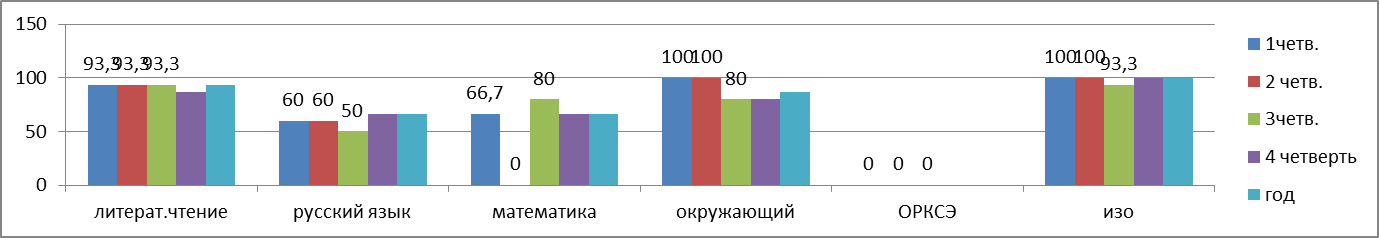 150
100
50
0
93,3 93,3 93,3
60 60 50
66,7 0 80
100 100 80
0 0 0
100 100 93,3
литерат.чтение
русский язык
математика
окружающий
ОРКСЭ
изо
1четв.
2 четв.
3четв.
4 четверть
год